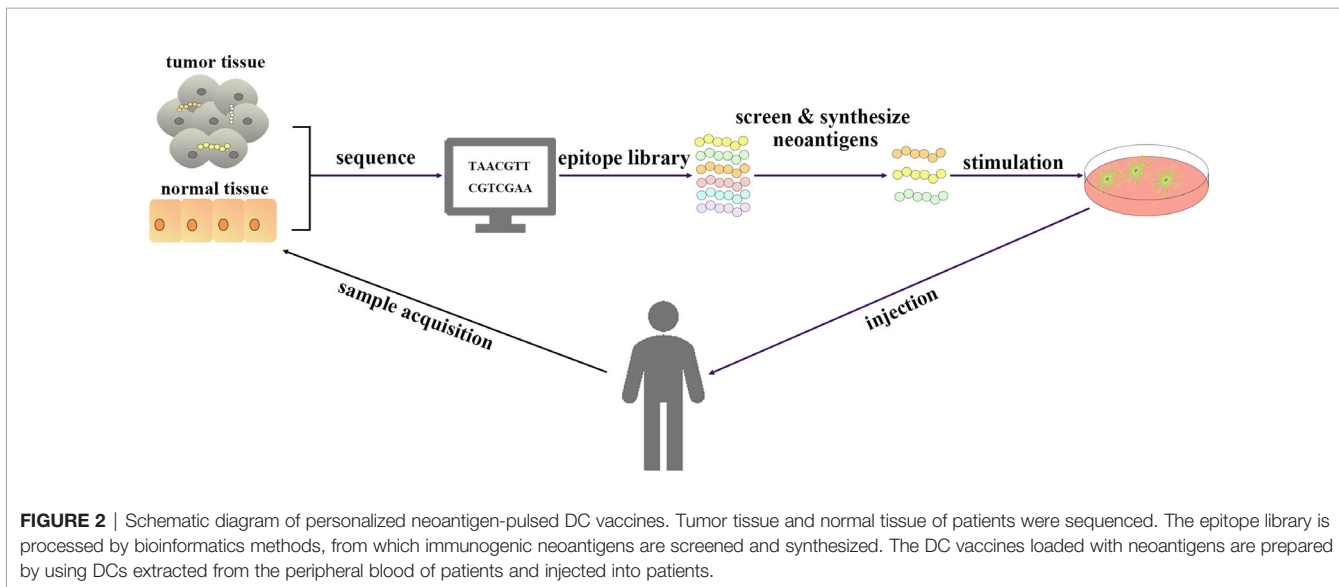 tumor tissue
normal tissue
sequence
TAACGTT
CGTCGAA
epitope library
screen & synthesize
neoantigens
stimulation
sample acquisition
injection
FIGURE 2 | Schematic diagram of personalized neoantigen-pulsed DC vaccines. Tumor tissue and normal tissue of patients were sequenced. The epitope library is
processed by bioinformatics methods, from which immunogenic neoantigens are screened and synthesized. The DC vaccines loaded with neoantigens are prepared
by using DCs extracted from the peripheral blood of patients and injected into patients.